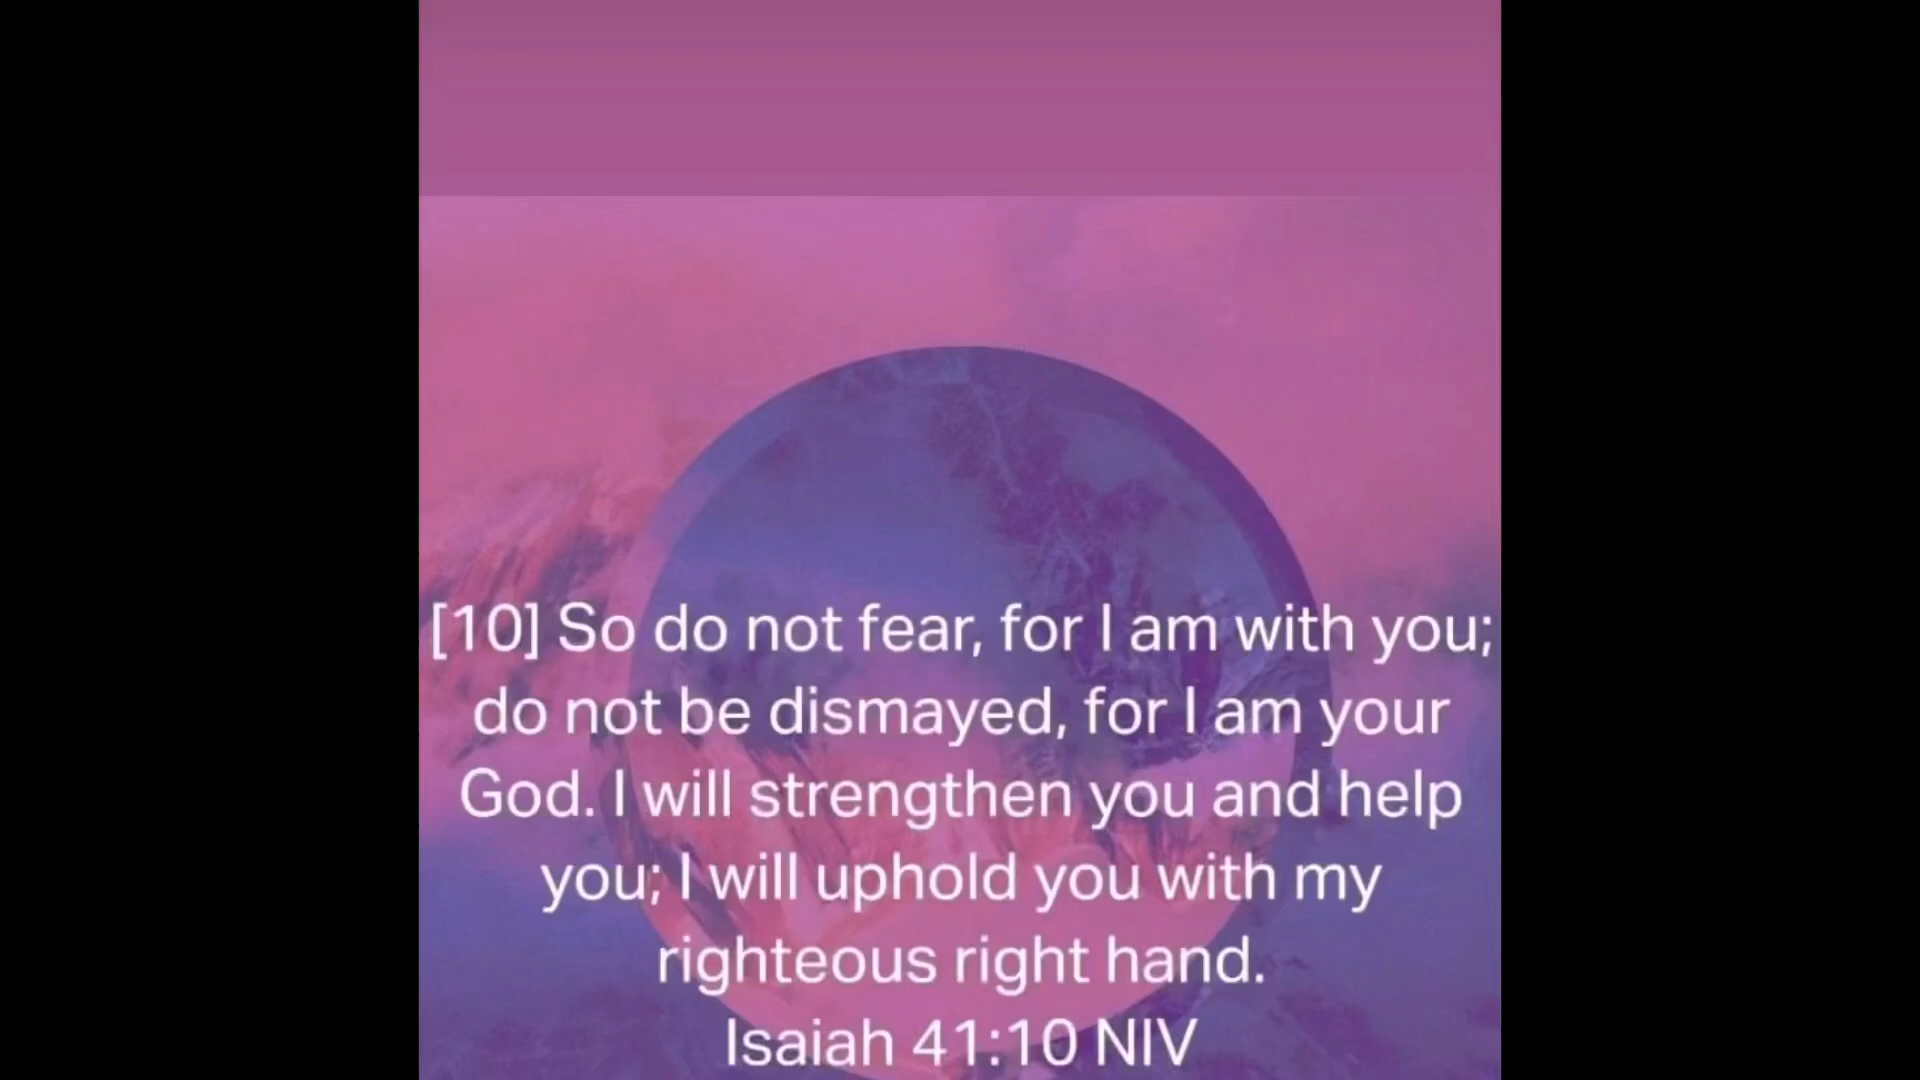 [10] So do not fear, for I am with you;
do not be dismayed, for I am your
God. I will strengthen you and help
you; I will uphold you with my
righteous right hand.
Isaiah 41:10 NIV